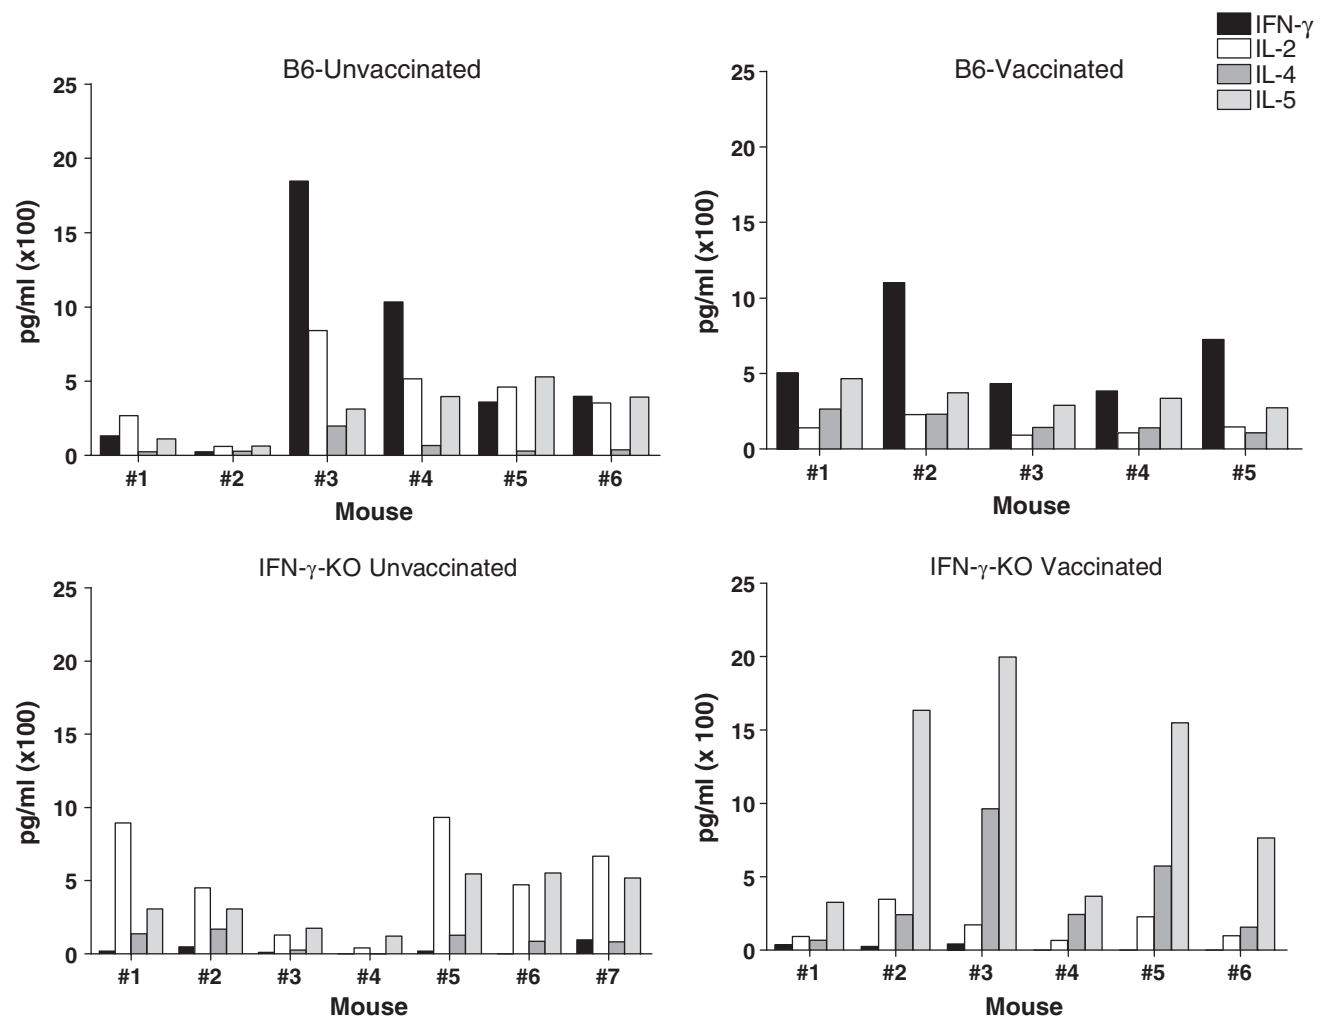 IFN-γ
IL-2
IL-4
IL-5
B6-Unvaccinated
25
20
15
10
5
0
pg/ml (x100)
#1 #2 #3 #4 #5 #6
Mouse
B6-Vaccinated
25
20
15
10
5
0
pg/ml (x100)
#1 #2 #3 #4 #5
Mouse
IFN-γ-KO Unvaccinated
25
20
15
10
5
0
pg/ml (x100)
#1 #2 #3 #4 #5 #6 #7
Mouse
IFN-γ-KO Vaccinated
25
20
15
10
5
0
pg/ml (x 100)
#1 #2 #3 #4 #5 #6
Mouse